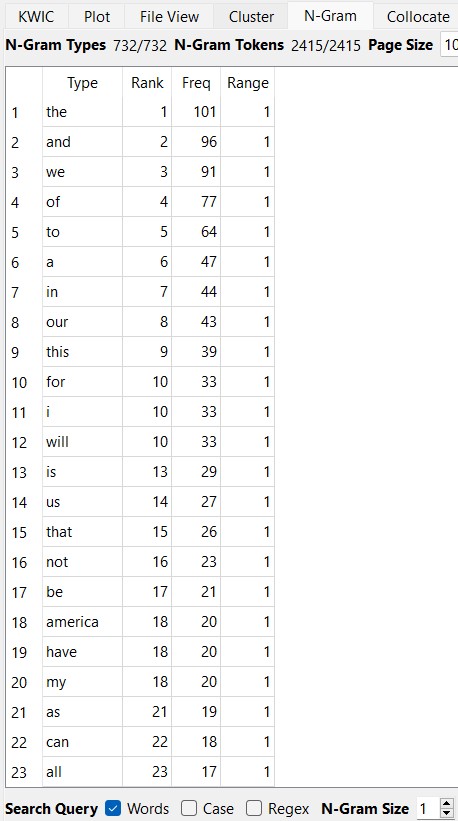 KWIC Plot File View Cluster N-Gram Collocate
N-Gram Types 732/732 N-Gram Tokens 2415/2415 Page Size 10
Type Rank Freq Range
1 the 1 101 1
2 and 2 96 1
3 we 3 91 1
4 of 4 77 1
5 to 5 64 1
6 a 6 47 1
7 in 7 44 1
8 our 8 43 1
9 this 9 39 1
10 for 10 33 1
11 i 10 33 1
12 will 10 33 1
13 is 13 29 1
14 us 14 27 1
15 that 15 26 1
16 not 16 23 1
17 be 17 21 1
18 america 18 20 1
19 have 18 20 1
20 my 18 20 1
21 as 21 19 1
22 can 22 18 1
23 all 23 17 1
Search Query Words Case Regex N-Gram Size 1